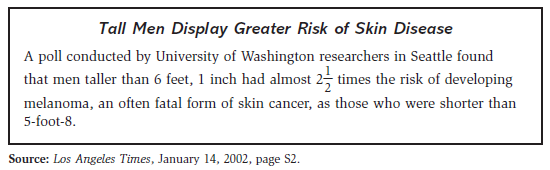 Tall Men Display Greater Risk of Skin Disease
A poll conducted by University of Washington researchers in Seattle found
that men taller than 6 feet, 1 inch had almost 2 1/2 times the risk of developing
melanoma, an often fatal form of skin cancer, as those who were shorter than
5-foot-8.
Source: Los Angeles Times, January 14, 2002, page S2.